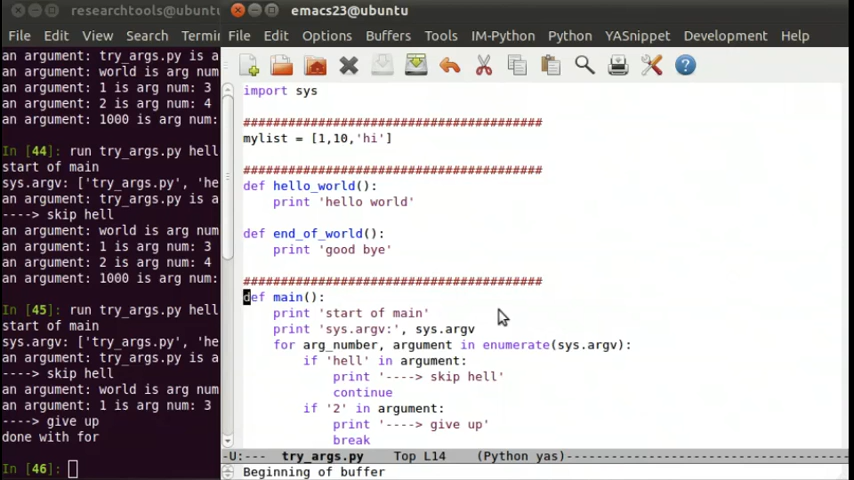 researchtools@ubuntu
File Edit View Search Termi
an argument: try_args.py is a
an argument: world is arg num
an argument: 1 is arg num: 3
an argument: 2 is arg num: 4
an argument: 1000 is arg num:
In [44]: run try_args.py hell
start of main
sys.argv: ['try_args.py', 'he
an argument: try_args.py is a
----> skip hell
an argument: world is arg num
an argument: 1 is arg num: 3
an argument: 2 is arg num: 4
an argument: 1000 is arg num:
In [45]: run try_args.py hell
start of main
sys.argv: ['try_args.py', 'he
an argument: try_args.py is a
----> skip hell
an argument: world is arg num
an argument: 1 is arg num: 3
----> give up
done with for
In [46]:
emacs23@ubuntu
File Edit Options Buffers Tools IM-Python Python YASnippet Development Help
import sys
########################################
mylist = [1,10,'hi']
########################################
def hello_world():
print 'hello world'
def end_of_world():
print 'good bye'
########################################
def main():
print 'start of main'
print 'sys.argv:', sys.argv
for arg_number, argument in enumerate(sys.argv):
if 'hell' in argument:
print '----> skip hell'
continue
if '2' in argument:
print '----> give up'
break
-U:--- try_args.py Top L14 (Python yas)
Beginning of buffer